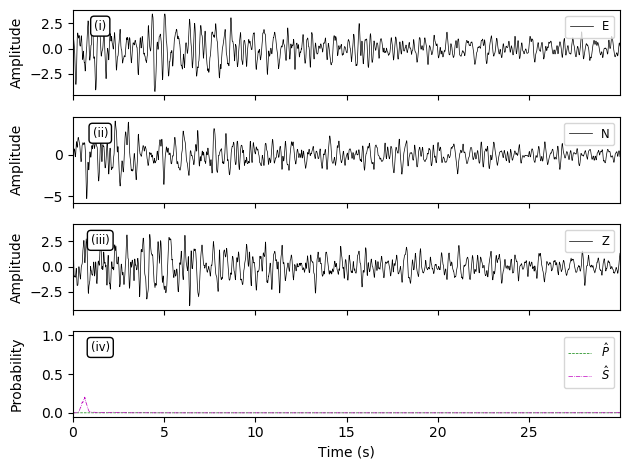 Amplitude
2.5
0.0
−2.5
(i)
E
Amplitude
0
−5
(ii)
N
Amplitude
2.5
0.0
−2.5
(iii)
Z
Probability
1.0
0.5
0.0
(iv)
P̂
Ŝ
0 5 10 15 20 25
Time (s)